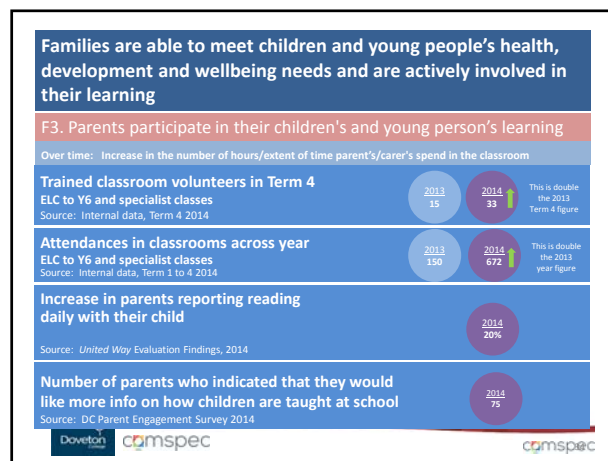 Families are able to meet children and young people's health,
development and wellbeing needs and are actively involved in
their learning
F3. Parents participate in their children's and young person's learning
Over time: Increase in the number of hours/extent of time parent's/carer's spend in the classroom
Trained classroom volunteers in Term 4
ELC to Y6 and specialist classes
Source: Internal data, Term 4 2014
2013
15
2014
33
This is double
the 2013
Term 4 figure
Attendances in classrooms across year
ELC to Y6 and specialist classes
Source: Internal data, Term 1 to 4 2014
2013
150
2014
672
This is double
the 2013
year figure
Increase in parents reporting reading
daily with their child
Source: United Way Evaluation Findings, 2014
2014
20%
Number of parents who indicated that they would
like more info on how children are taught at school
Source: DC Parent Engagement Survey 2014
2014
75
Doveton
College
comspec
comspec